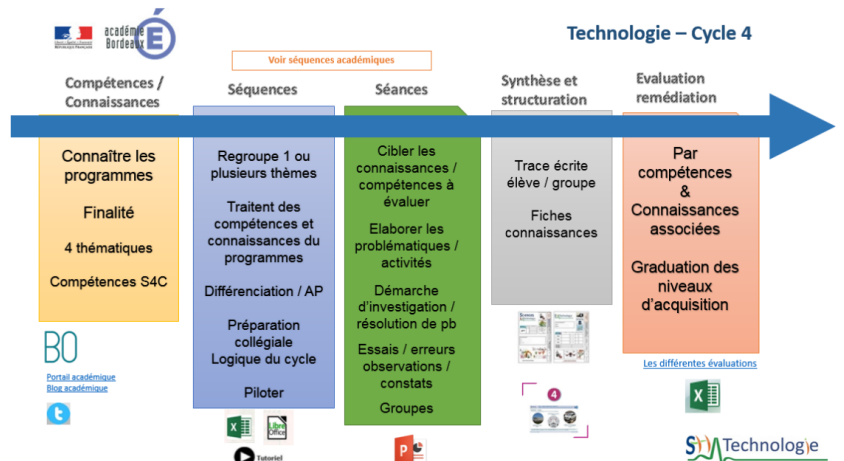 académie
Bordeaux
Technologie – Cycle 4
Voir séquences académiques
Compétences /
Connaissances
Séquences
Séances
Synthèse et
structuration
Evaluation
remédiation
Connaître les
programmes
Finalité
4 thématiques
Compétences S4C
Regroupe 1 ou
plusieurs thèmes
Traitent des
compétences et
connaissances du
programmes
Différenciation / AP
Préparation
collégiale
Logique du cycle
Piloter
Cibler les
connaissances /
compétences à
évaluer
Elaborer les
problématiques /
activités
Démarche
d'investigation /
résolution de pb
Essais / erreurs
observations /
constats
Groupes
Trace écrite
élève / groupe
Fiches
connaissances
Par
compétences
&
Connaissances
associées
Graduation des
niveaux
d'acquisition
BO
Portail académique
Blog académique
Libre
Office
Tutoriel
4
Les différentes évaluations
Technologie